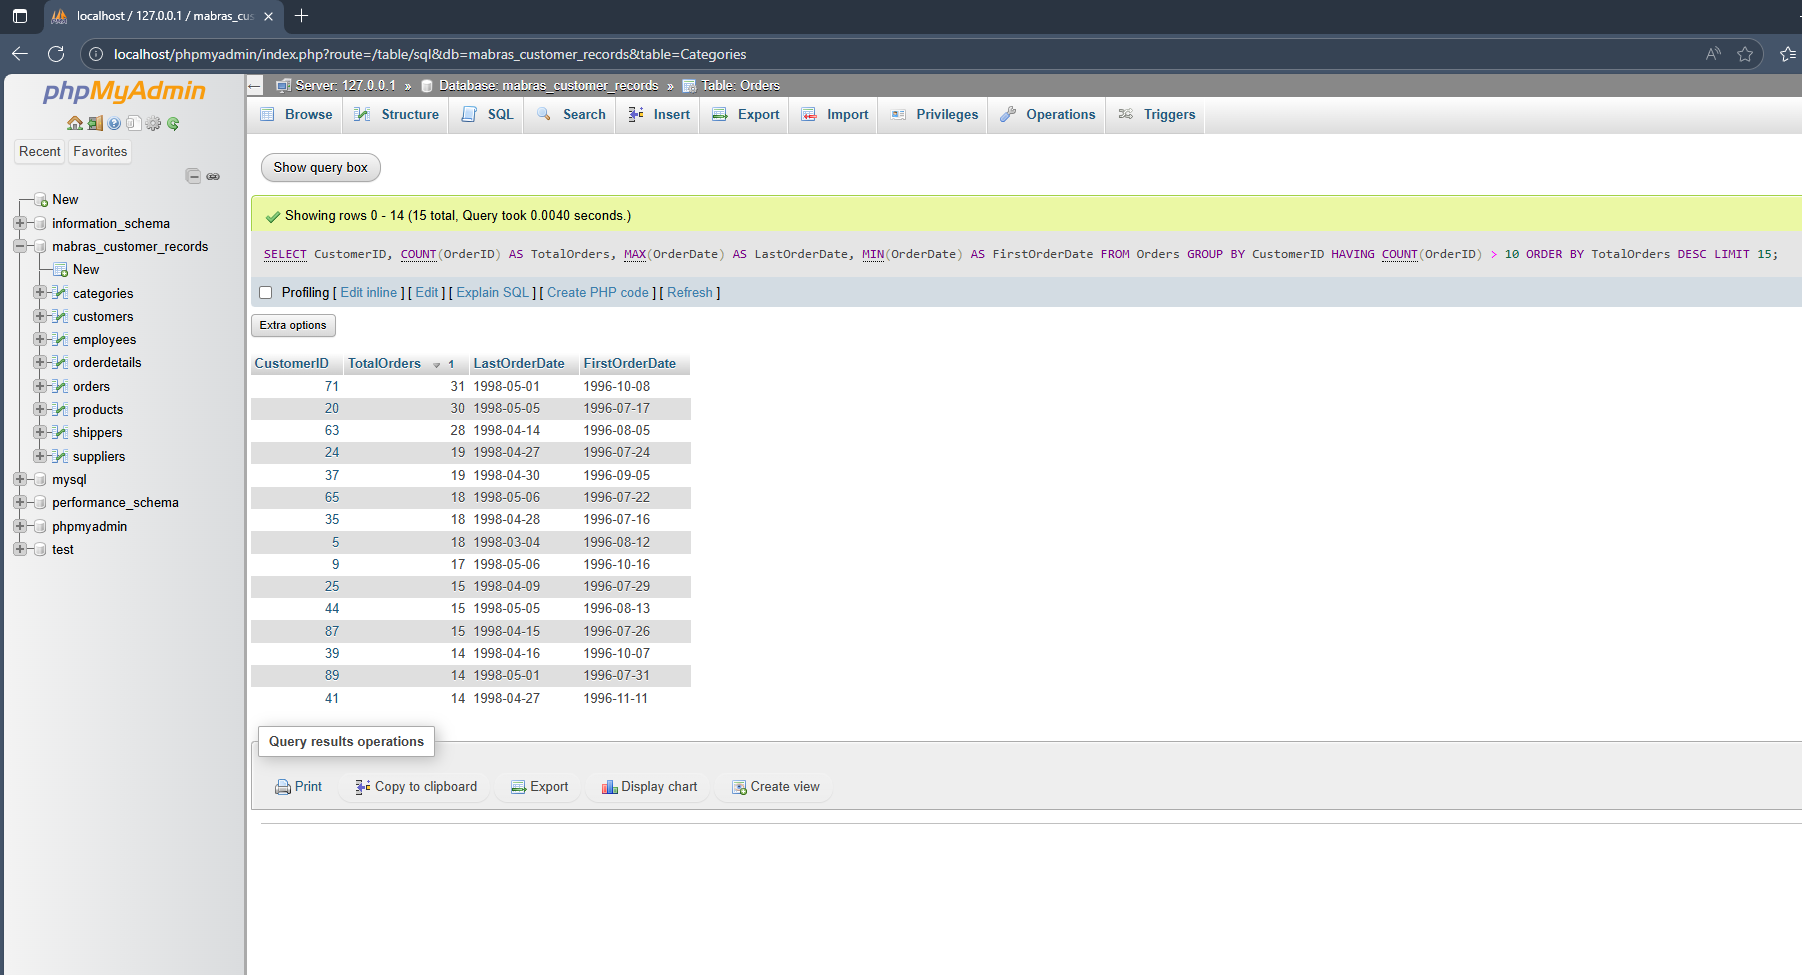 localhost / 127.0.0.1 / mabras_cus
localhost/phpmyadmin/index.php?route=/table/sql&db=mabras_customer_records&table=Categories
phpMyAdmin
Recent
Favorites
New
information_schema
mabras_customer_records
New
categories
customers
employees
orderdetails
orders
products
shippers
suppliers
mysql
performance_schema
phpmyadmin
test
Server: 127.0.0.1 » Database: mabras_customer_records » Table: Orders
Browse Structure SQL Search Insert Export Import Privileges Operations Triggers
Show query box
Showing rows 0 - 14 (15 total, Query took 0.0040 seconds.)
SELECT CustomerID, COUNT(OrderID) AS TotalOrders, MAX(OrderDate) AS LastOrderDate, MIN(OrderDate) AS FirstOrderDate FROM Orders GROUP BY CustomerID HAVING COUNT(OrderID) > 10 ORDER BY TotalOrders DESC LIMIT 15;
Profiling [ Edit inline ] [ Edit ] [ Explain SQL ] [ Create PHP code ] [ Refresh ]
Extra options
CustomerID TotalOrders 1 LastOrderDate FirstOrderDate
71 31 1998-05-01 1996-10-08
20 30 1998-05-05 1996-07-17
63 28 1998-04-14 1996-08-05
24 19 1998-04-27 1996-07-24
37 19 1998-04-30 1996-09-05
65 18 1998-05-06 1996-07-22
35 18 1998-04-28 1996-07-16
5 18 1998-03-04 1996-08-12
9 17 1998-05-06 1996-10-16
25 15 1998-04-09 1996-07-29
44 15 1998-05-05 1996-08-13
87 15 1998-04-15 1996-07-26
39 14 1998-04-16 1996-10-07
89 14 1998-05-01 1996-07-31
41 14 1998-04-27 1996-11-11
Query results operations
Print Copy to clipboard Export Display chart Create view